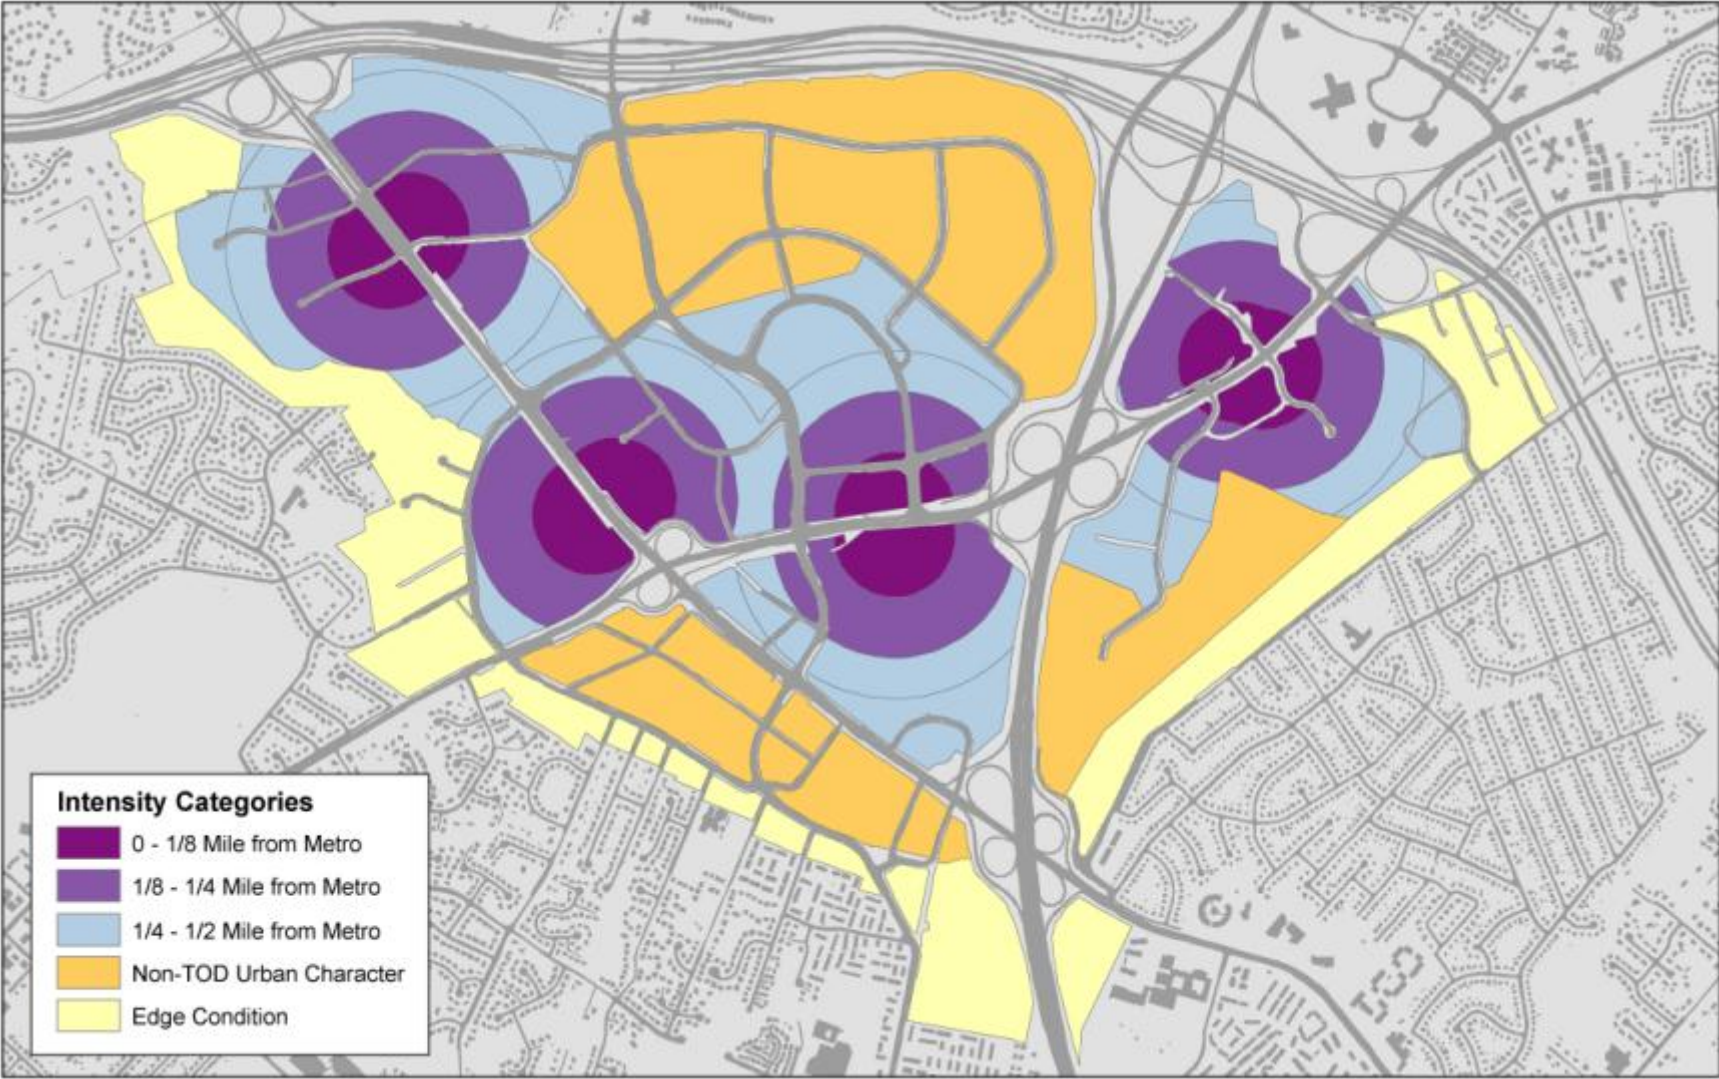 Intensity Categories
0 - 1/8 Mile from Metro
1/8 - 1/4 Mile from Metro
1/4 - 1/2 Mile from Metro
Non-TOD Urban Character
Edge Condition